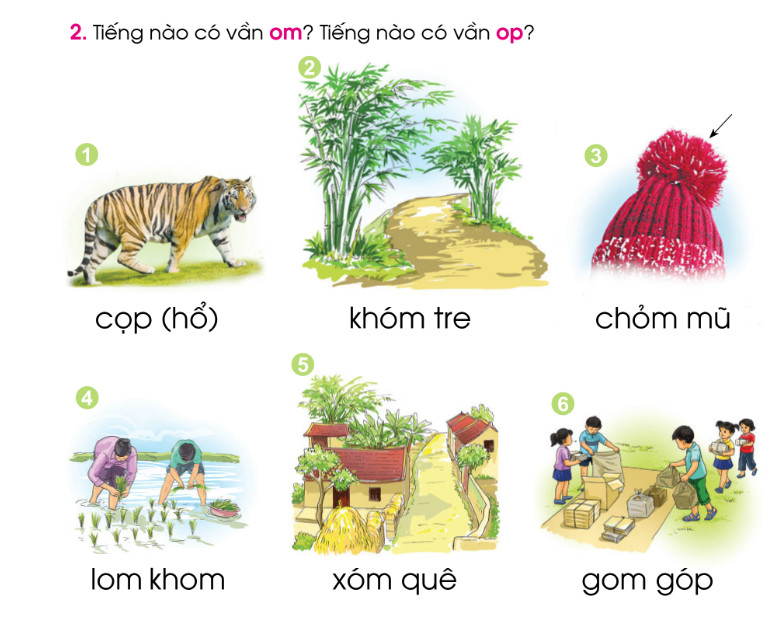 2. Tiếng nào có vần om? Tiếng nào có vần op?
1
2
3
cọp (hổ)
khóm tre
chỏm mũ
4
5
6
lom khom
xóm quê
gom góp